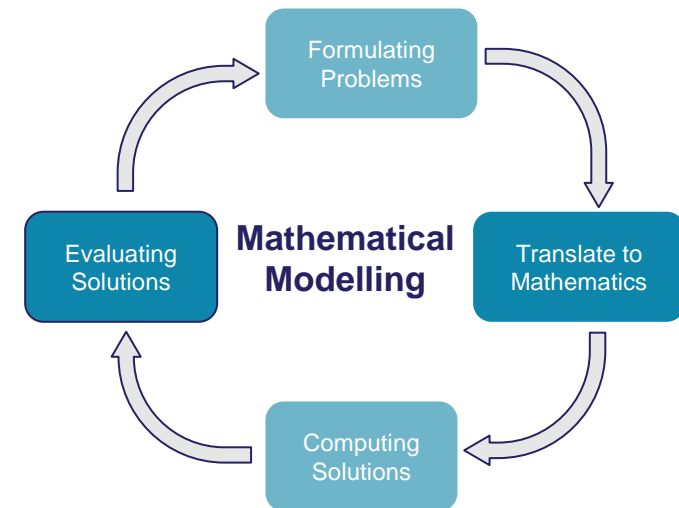 Formulating
Problems
Evaluating
Solutions
Mathematical
Modelling
Translate to
Mathematics
Computing
Solutions